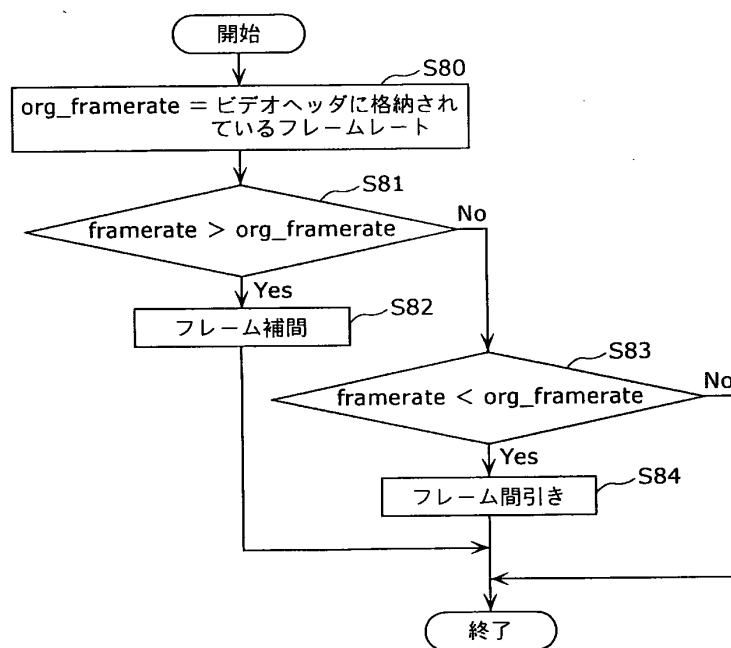 開始
S80
org_framerate = ビデオヘッダに格納され
ているフレームレート
S81
framerate > org_framerate
No
Yes
フレーム補間
S82
S83
framerate < org_framerate
No
Yes
フレーム間引き
S84
終了